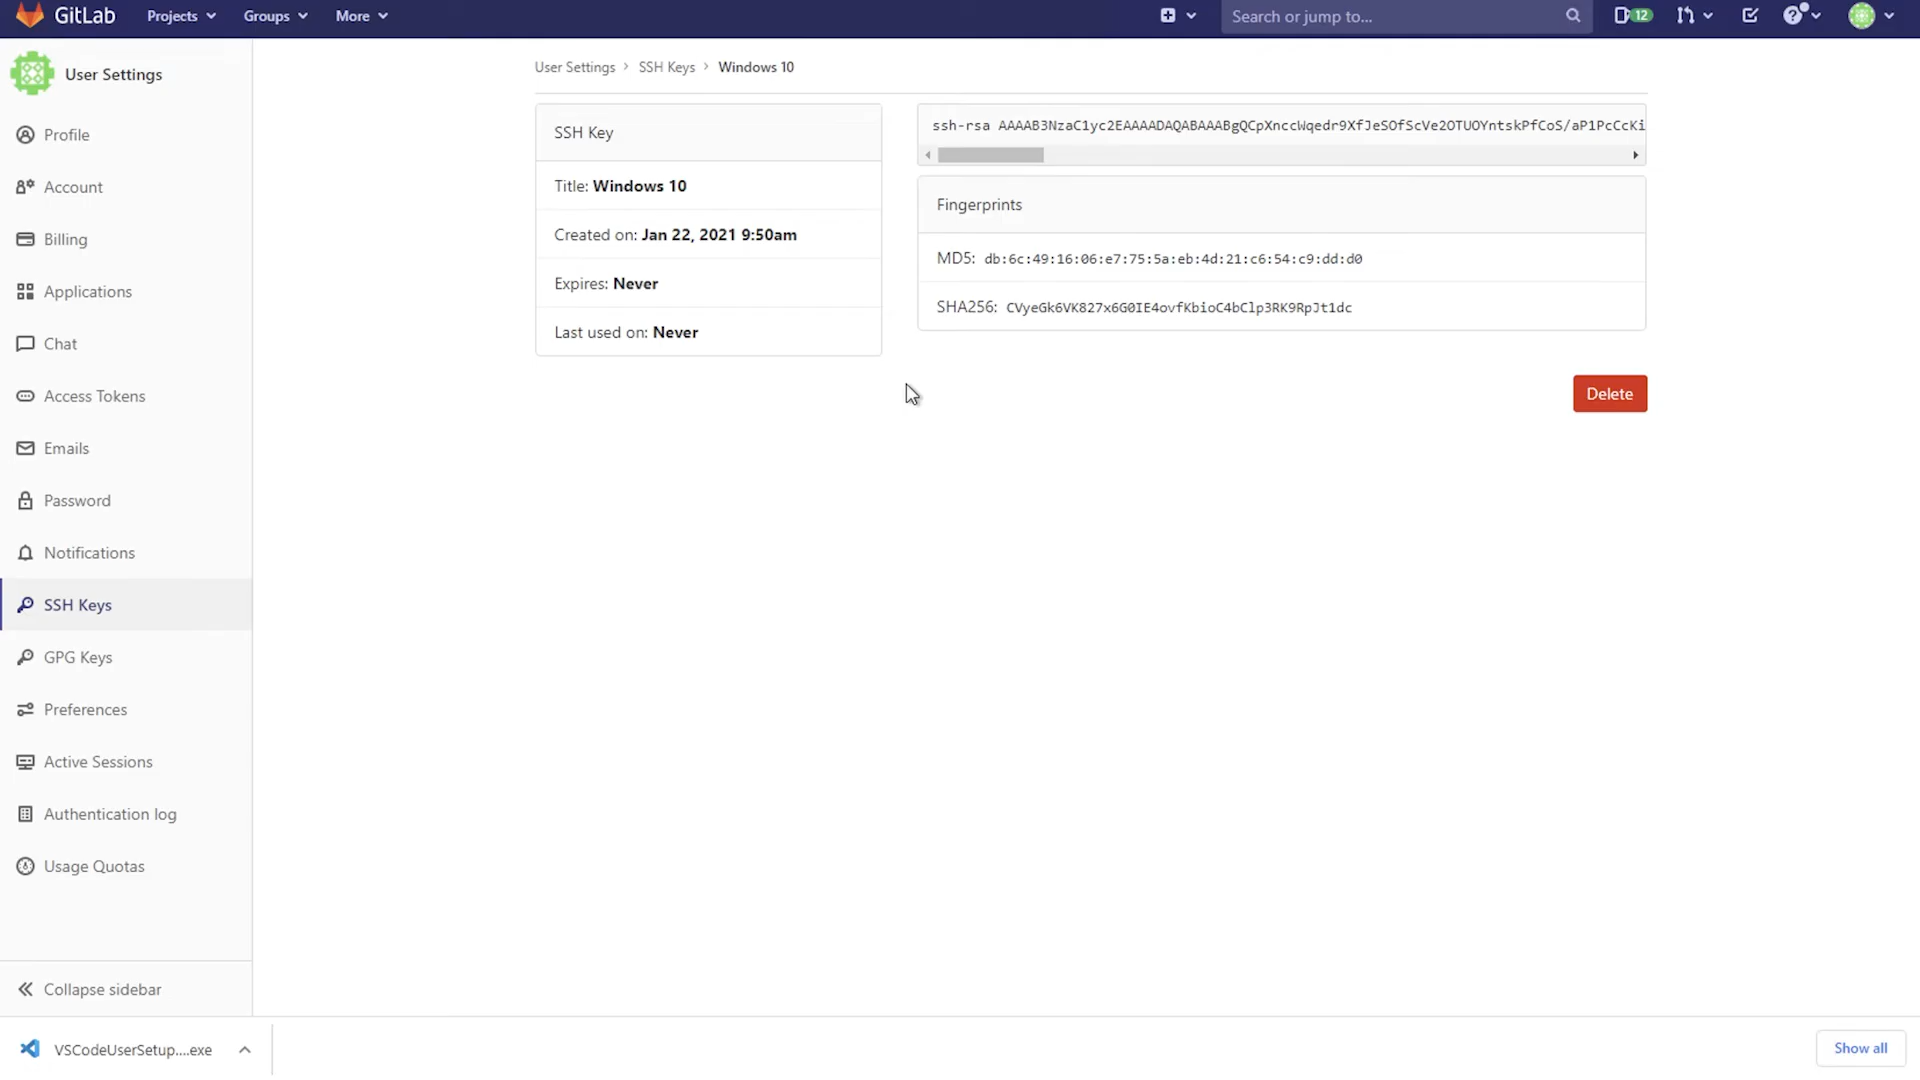 GitLab
Projects
Groups
More
Search or jump to...
12
User Settings
Profile
Account
Billing
Applications
Chat
Access Tokens
Emails
Password
Notifications
SSH Keys
GPG Keys
Preferences
Active Sessions
Authentication log
Usage Quotas
Collapse sidebar
User Settings > SSH Keys > Windows 10
SSH Key
Title: Windows 10
Created on: Jan 22, 2021 9:50am
Expires: Never
Last used on: Never
ssh-rsa AAAAB3NzaC1yc2EAAAADAQABAAABgQCpXnccWqedr9XfJeSOfScVe2OTUOYntskPfCoS/aP1PcCcKi
Fingerprints
MD5: db:6c:49:16:06:e7:75:5a:eb:4d:21:c6:54:c9:dd:d0
SHA256: CVyeGk6VK827x6G0IE4ovfKbioC4bClp3RK9RpJt1dc
Delete
VSCodeUserSetup....exe
Show all